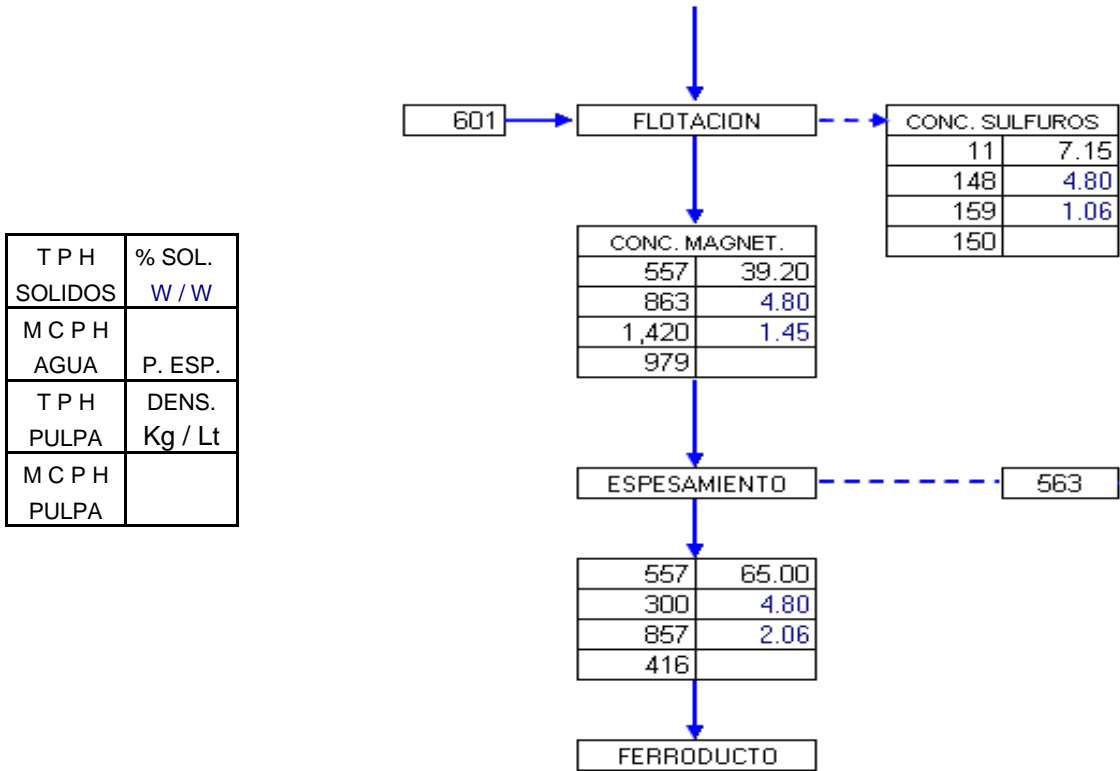 601
FLOTACION
CONC. SULFUROS
11 7.15
148 4.80
159 1.06
150
CONC. MAGNET.
557 39.20
863 4.80
1,420 1.45
979
T P H % SOL.
SOLIDOS W / W
M C P H
AGUA P. ESP.
T P H DENS.
PULPA Kg / Lt
M C P H
PULPA
ESPESAMIENTO
563
557 65.00
300 4.80
857 2.06
416
FERRODUCTO